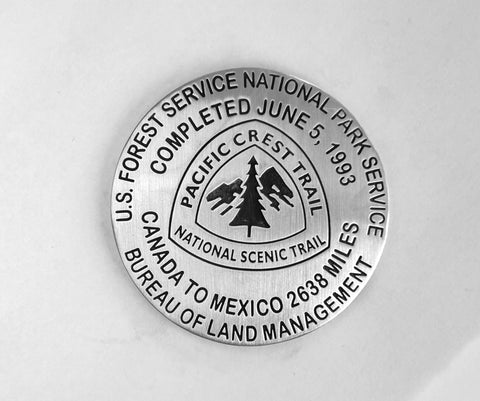 U.S. FOREST SERVICE NATIONAL PARK SERVICE
COMPLETED JUNE 5, 1993
PACIFIC CREST TRAIL
NATIONAL SCENIC TRAIL
CANADA TO MEXICO 2638 MILES
BUREAU OF LAND MANAGEMENT